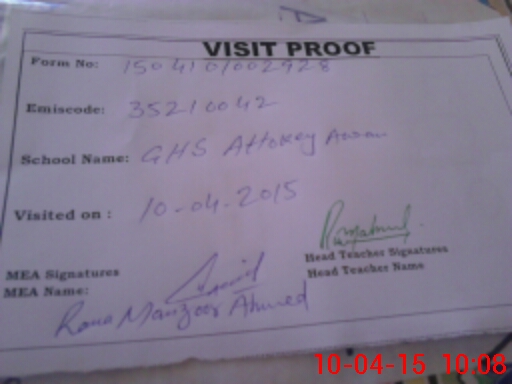 VISIT PROOF
Form No: 1504101002928
Emiscode: 35210042
School Name: GHS Attokey Awan
Visited on : 10-04-2015
Head Teacher Signatures
Head Teacher Name
MEA Signatures
MEA Name: Rana Manzoor Ahmed
10-04-15 10:08